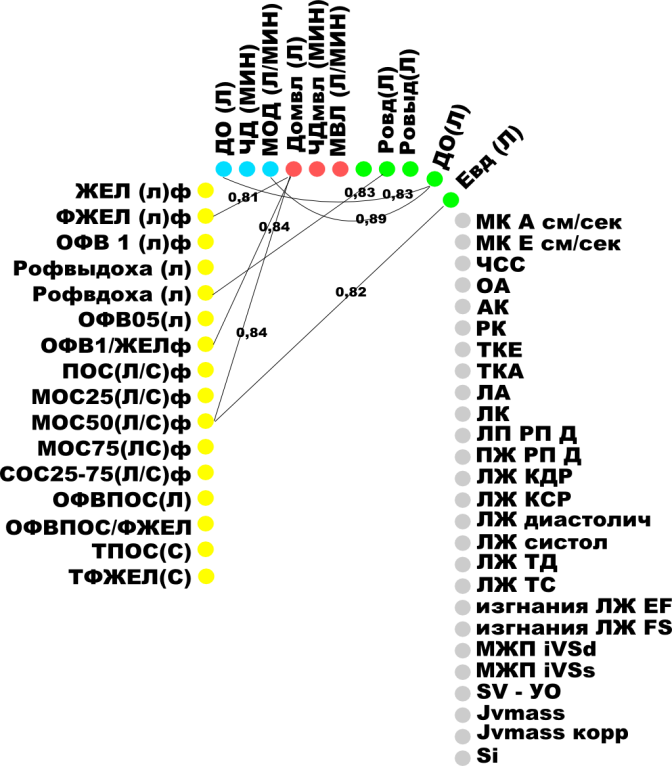 ДО (Л)
ЧД (МИН)
МОД (Л/МИН)
Домвл (Л)
ЧДмвл (МИН)
МВЛ (Л/МИН)
Ровд(Л)
Ровыд(Л)
ДО(Л)
Евд (Л)
ЖЕЛ (л)ф
ФЖЕЛ (л)ф
ОФВ 1 (л)ф
Рофвыдоха (л)
Рофвдоха (л)
ОФВ05(л)
ОФВ1/ЖЕЛф
ПОС(Л/С)ф
МОС25(Л/С)ф
МОС50(Л/С)ф
МОС75(ЛС)ф
СОС25-75(Л/С)ф
ОФВПОС(Л)
ОФВПОС/ФЖЕЛ
ТПОС(С)
ТФЖЕЛ(С)
0,81
0,83
0,83
0,84
0,89
0,82
0,84
МК А см/сек
МК Е см/сек
ЧСС
ОА
АК
РК
ТКЕ
ТКА
ЛА
ЛК
ЛП РП Д
ПЖ РП Д
ЛЖ КДР
ЛЖ КСР
ЛЖ диастолич
ЛЖ систол
ЛЖ ТД
ЛЖ ТС
изгнания ЛЖ EF
изгнания ЛЖ FS
МЖП iVSd
МЖП iVSs
SV - УО
Jvmass
Jvmass корр
Si